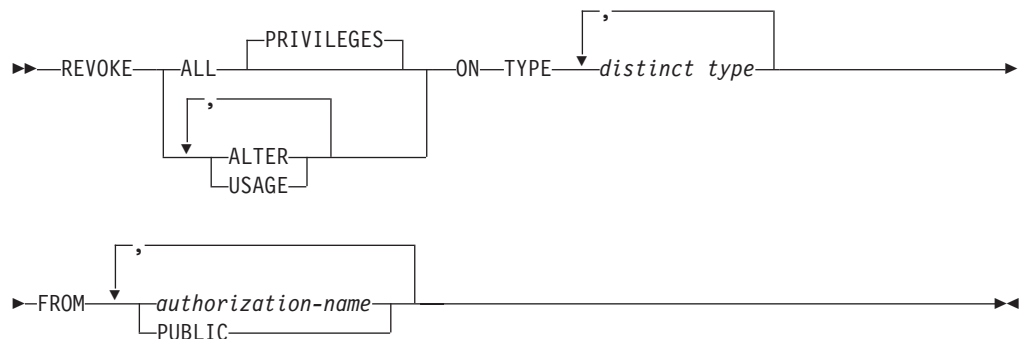 ,
PRIVILEGES
REVOKE ALL ON TYPE distinct type
,
ALTER
USAGE
,
FROM authorization-name
PUBLIC